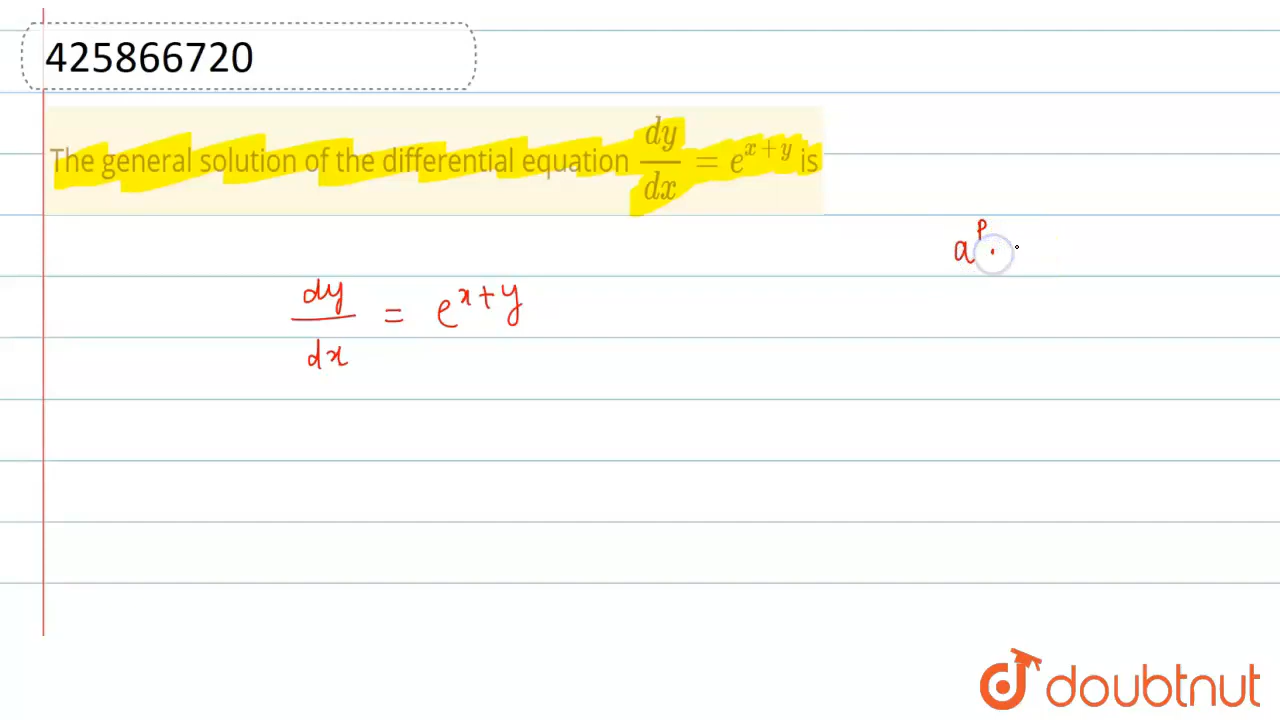 425866720
The general solution of the differential equation dy/dx = e^{x+y} is
a^p ·
dy/dx = e^{x+y}
doubtnut